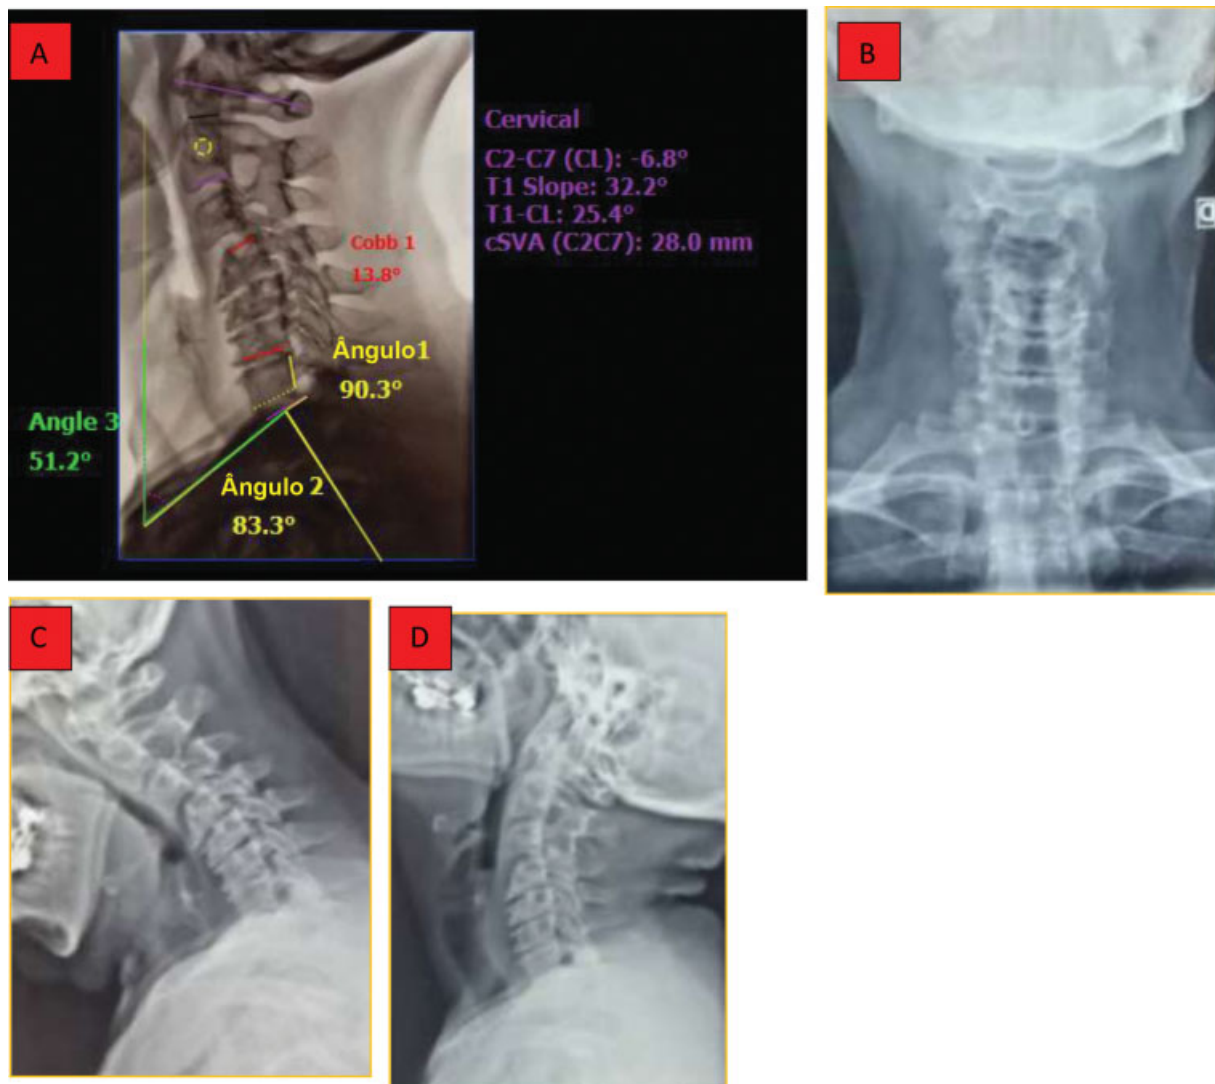 A
Cervical
C2-C7 (CL): -6.8°
T1 Slope: 32.2°
T1-CL: 25.4°
cSVA (C2C7): 28.0 mm
Cobb 1
13.8°
Ângulo1
90.3°
Angle 3
51.2°
Ângulo 2
83.3°
B
D
C
D